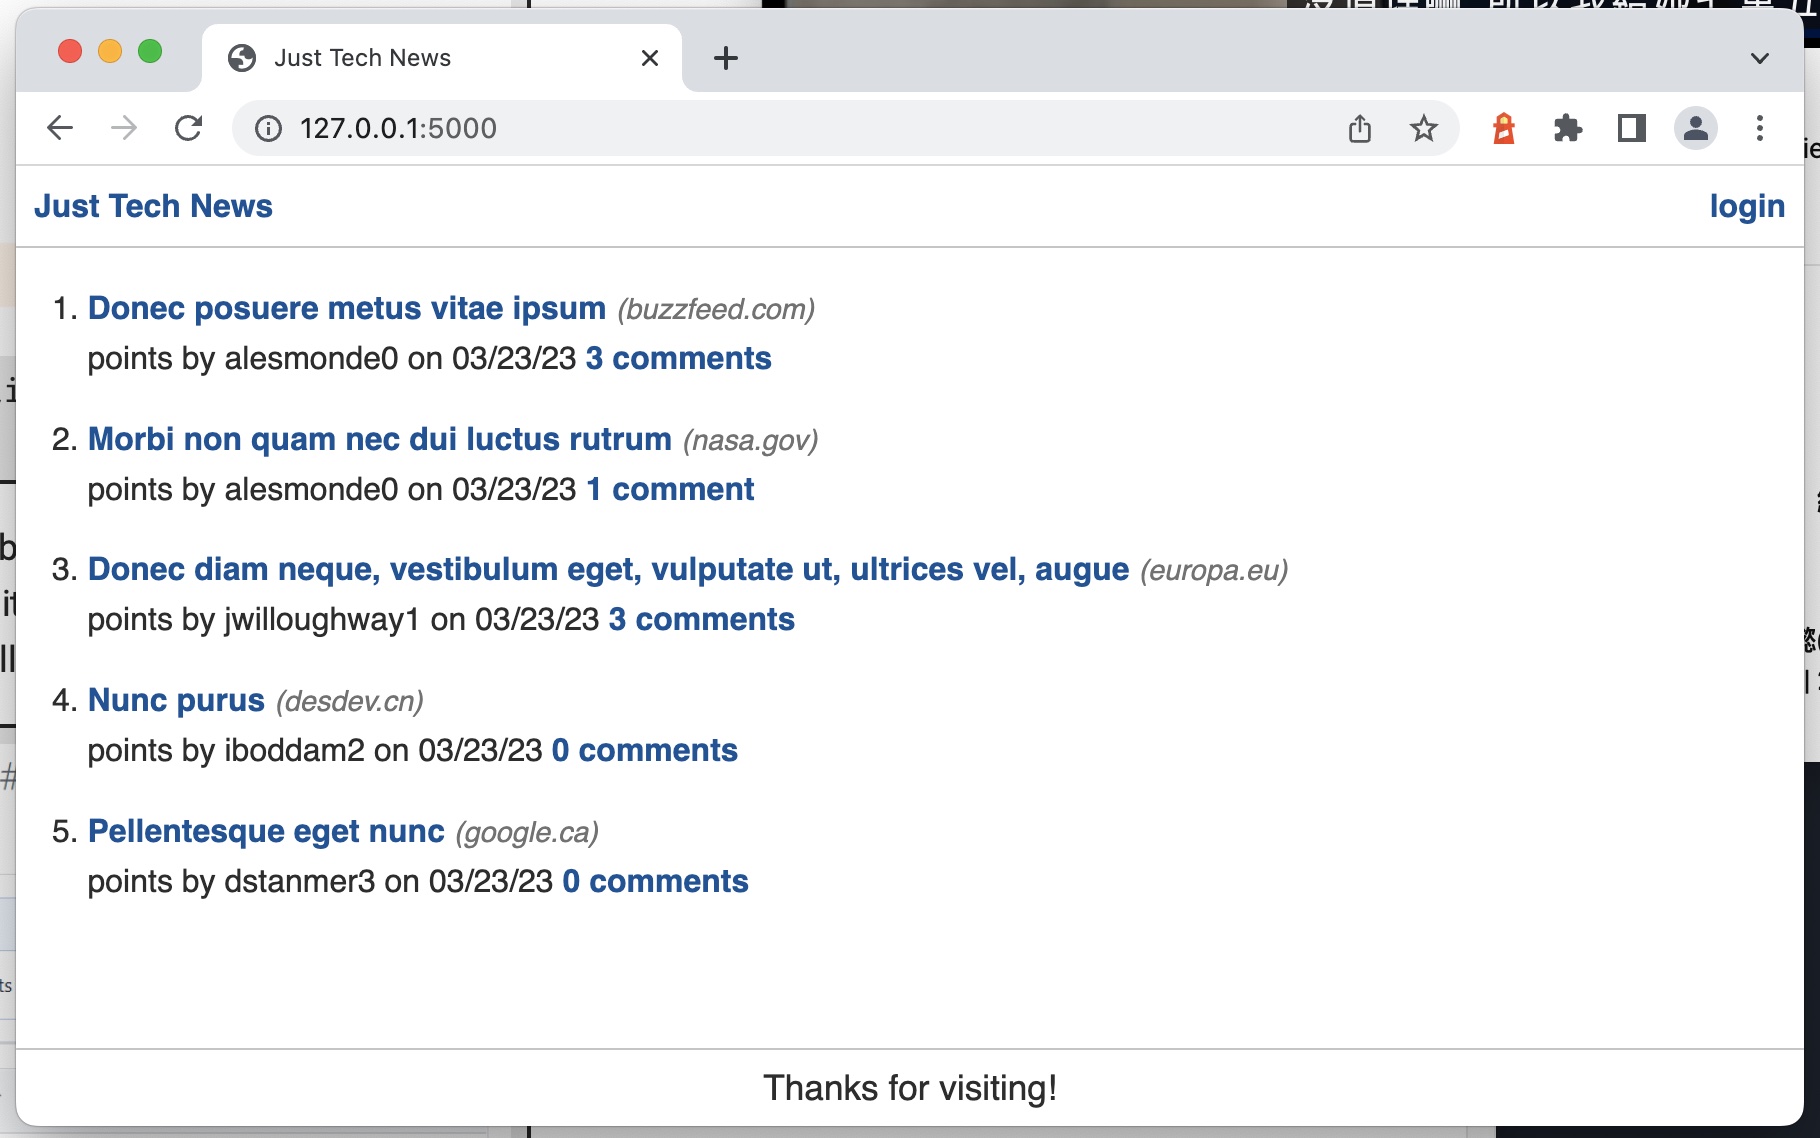 Just Tech News
127.0.0.1:5000
Just Tech News
login
1. Donec posuere metus vitae ipsum (buzzfeed.com)
points by alesmonde0 on 03/23/23 3 comments
2. Morbi non quam nec dui luctus rutrum (nasa.gov)
points by alesmonde0 on 03/23/23 1 comment
3. Donec diam neque, vestibulum eget, vulputate ut, ultrices vel, augue (europa.eu)
points by jwilloughway1 on 03/23/23 3 comments
4. Nunc purus (desdev.cn)
points by iboddam2 on 03/23/23 0 comments
5. Pellentesque eget nunc (google.ca)
points by dstanmer3 on 03/23/23 0 comments
Thanks for visiting!